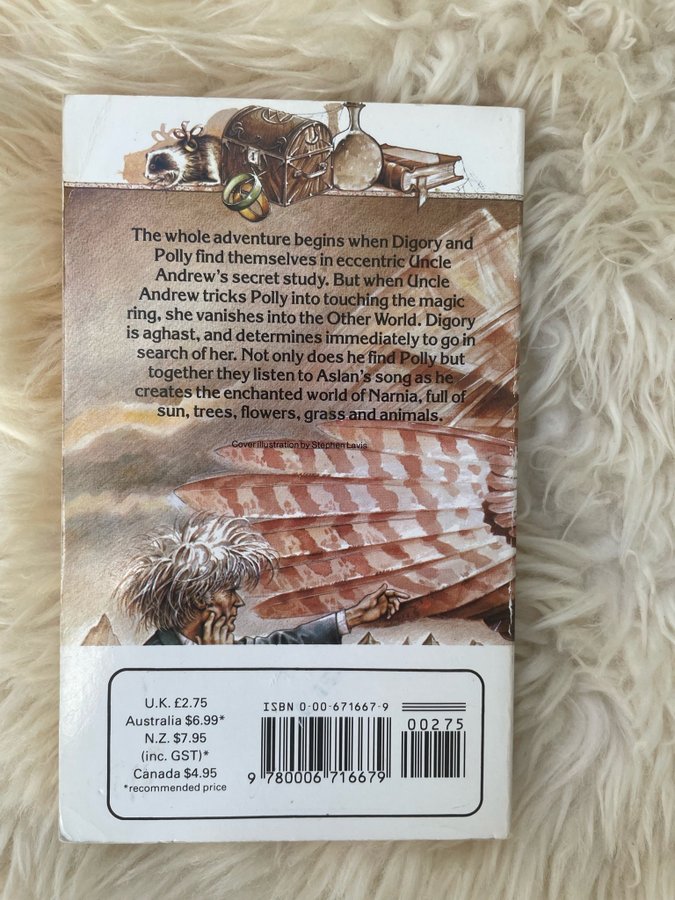 The whole adventure begins when Digory and
Polly find themselves in eccentric Uncle
Andrew's secret study. But when Uncle
Andrew tricks Polly into touching the magic
ring, she vanishes into the Other World. Digory
is aghast, and determines immediately to go in
search of her. Not only does he find Polly but
together they listen to Aslan's song as he
creates the enchanted world of Narnia, full of
sun, trees, flowers, grass and animals.
Cover illustration by Stephen Lavis
U.K. £2.75
Australia $6.99*
N.Z. $7.95
(inc. GST)*
Canada $4.95
*recommended price
ISBN 0-00-671667-9
00275
9 780006 716679